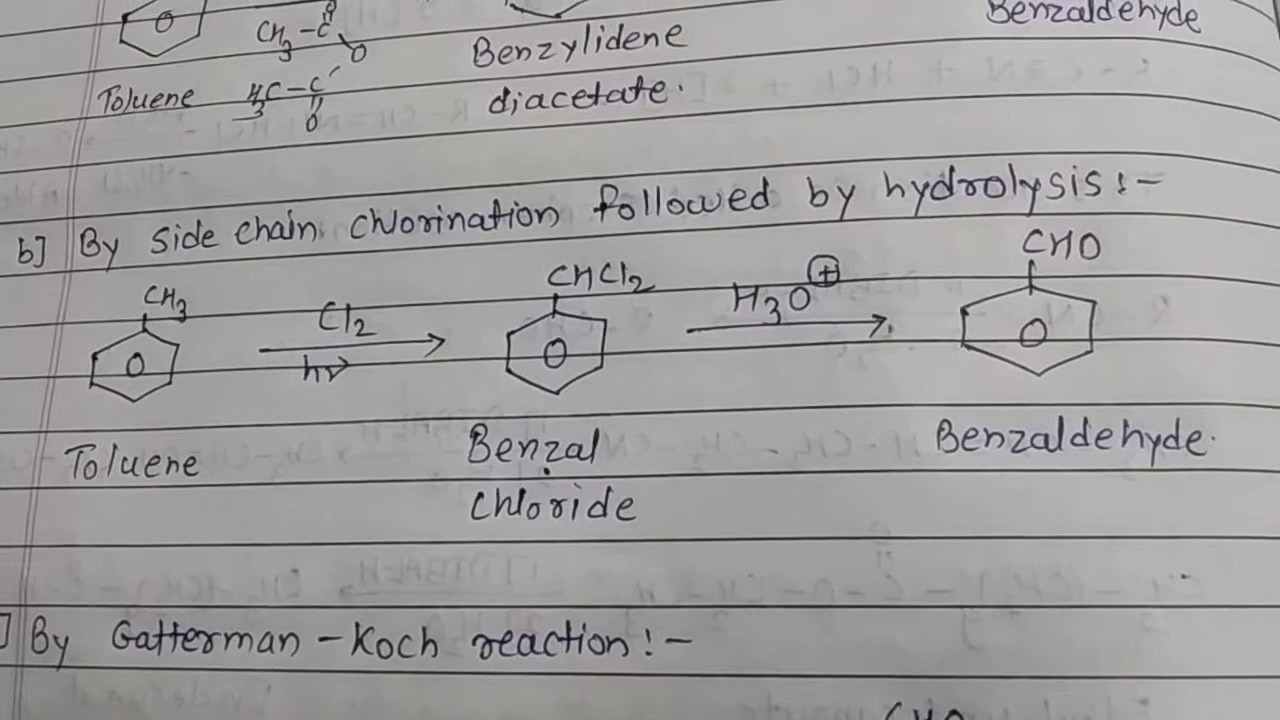 O CH₃-C O Benzylidene Benzaldehyde
Toluene H₃C-C O diacetate.
b] By side chain chlorination followed by hydrolysis :-
CH₃ Cl₂ hν CHCl₂ H₃O⊕ CHO
Toluene Benzal Benzaldehyde.
chloride
] By Gatterman-Koch reaction :-
CHO